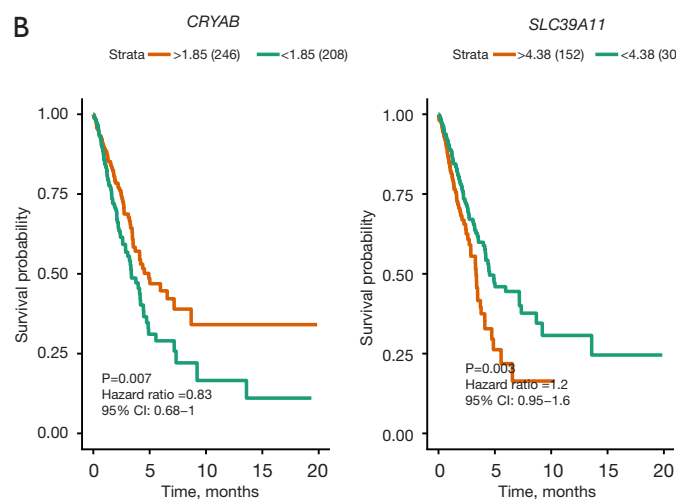 B
CRYAB
Strata >1.85 (246) <1.85 (208)
Survival probability
1.00
0.75
0.50
0.25
0.00
P=0.007
Hazard ratio =0.83
95% CI: 0.68–1
0 5 10 15 20
Time, months
SLC39A11
Strata >4.38 (152) <4.38 (30
Survival probability
1.00
0.75
0.50
0.25
0.00
P=0.003
Hazard ratio =1.2
95% CI: 0.95–1.6
0 5 10 15 20
Time, months